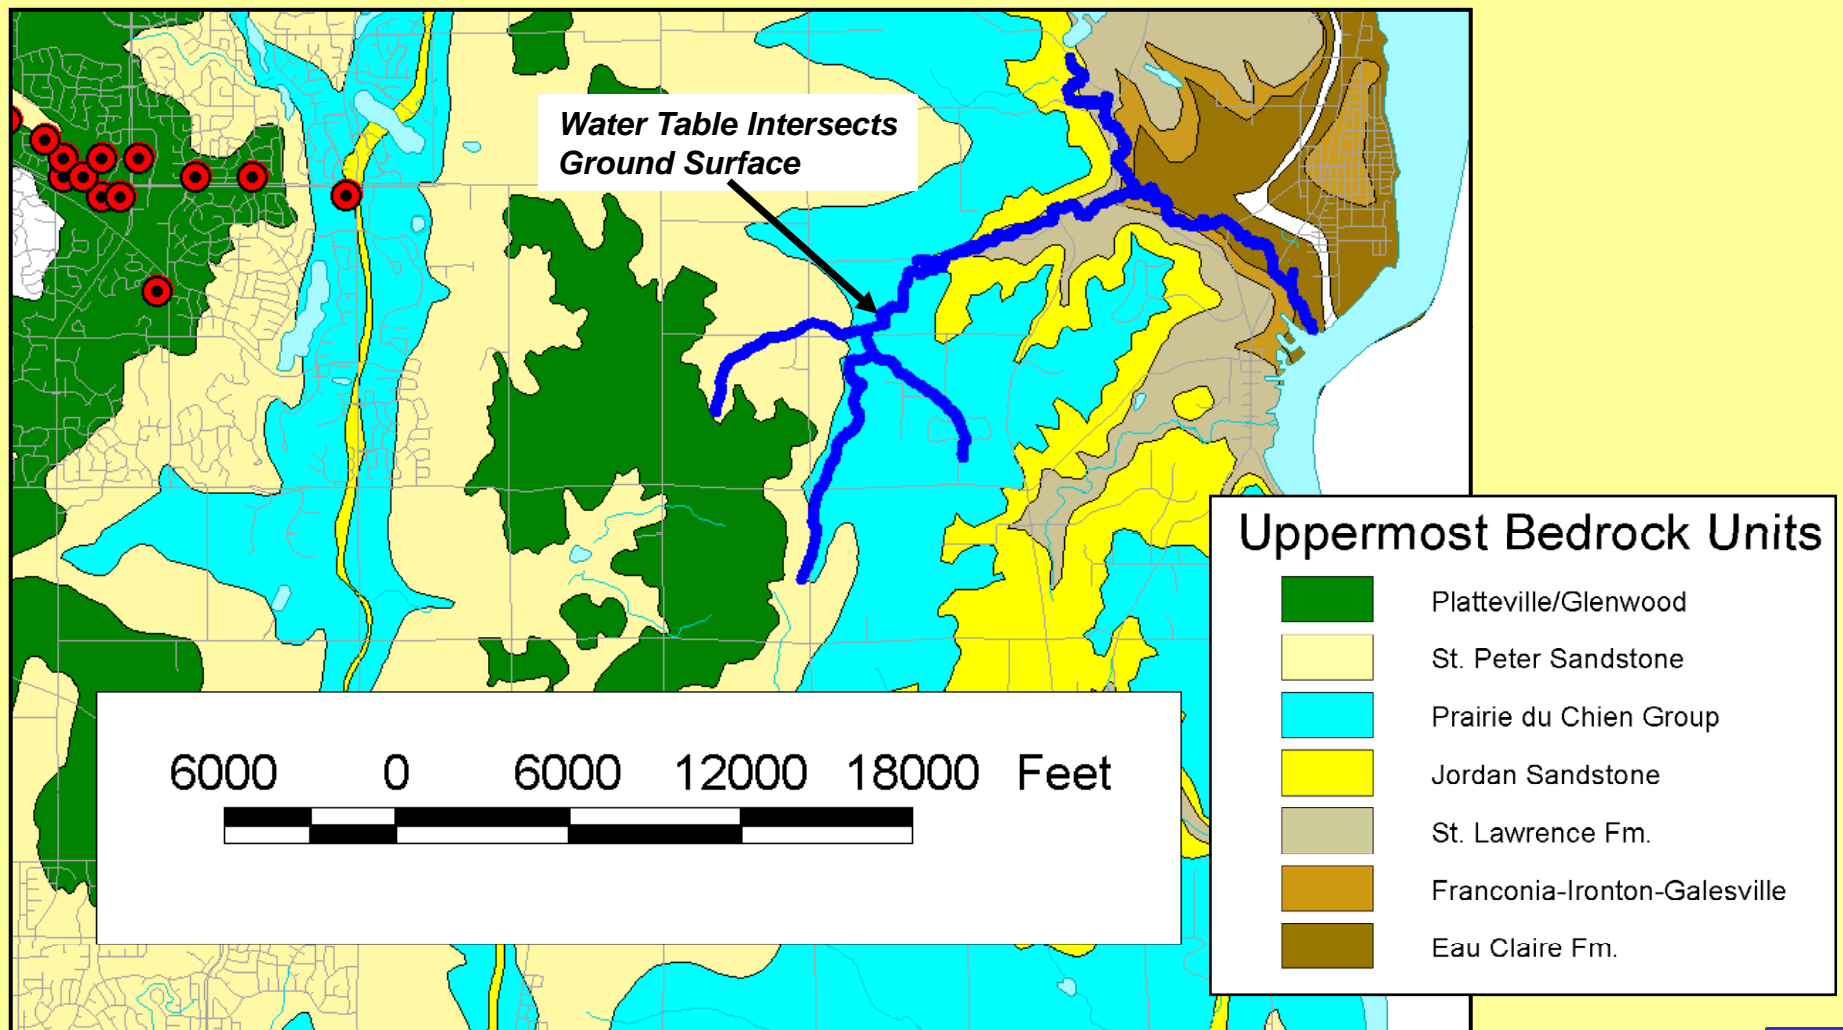 Water Table Intersects
Ground Surface
Uppermost Bedrock Units
Platteville/Glenwood
St. Peter Sandstone
Prairie du Chien Group
Jordan Sandstone
St. Lawrence Fm.
Franconia-Ironton-Galesville
Eau Claire Fm.
6000 0 6000 12000 18000 Feet